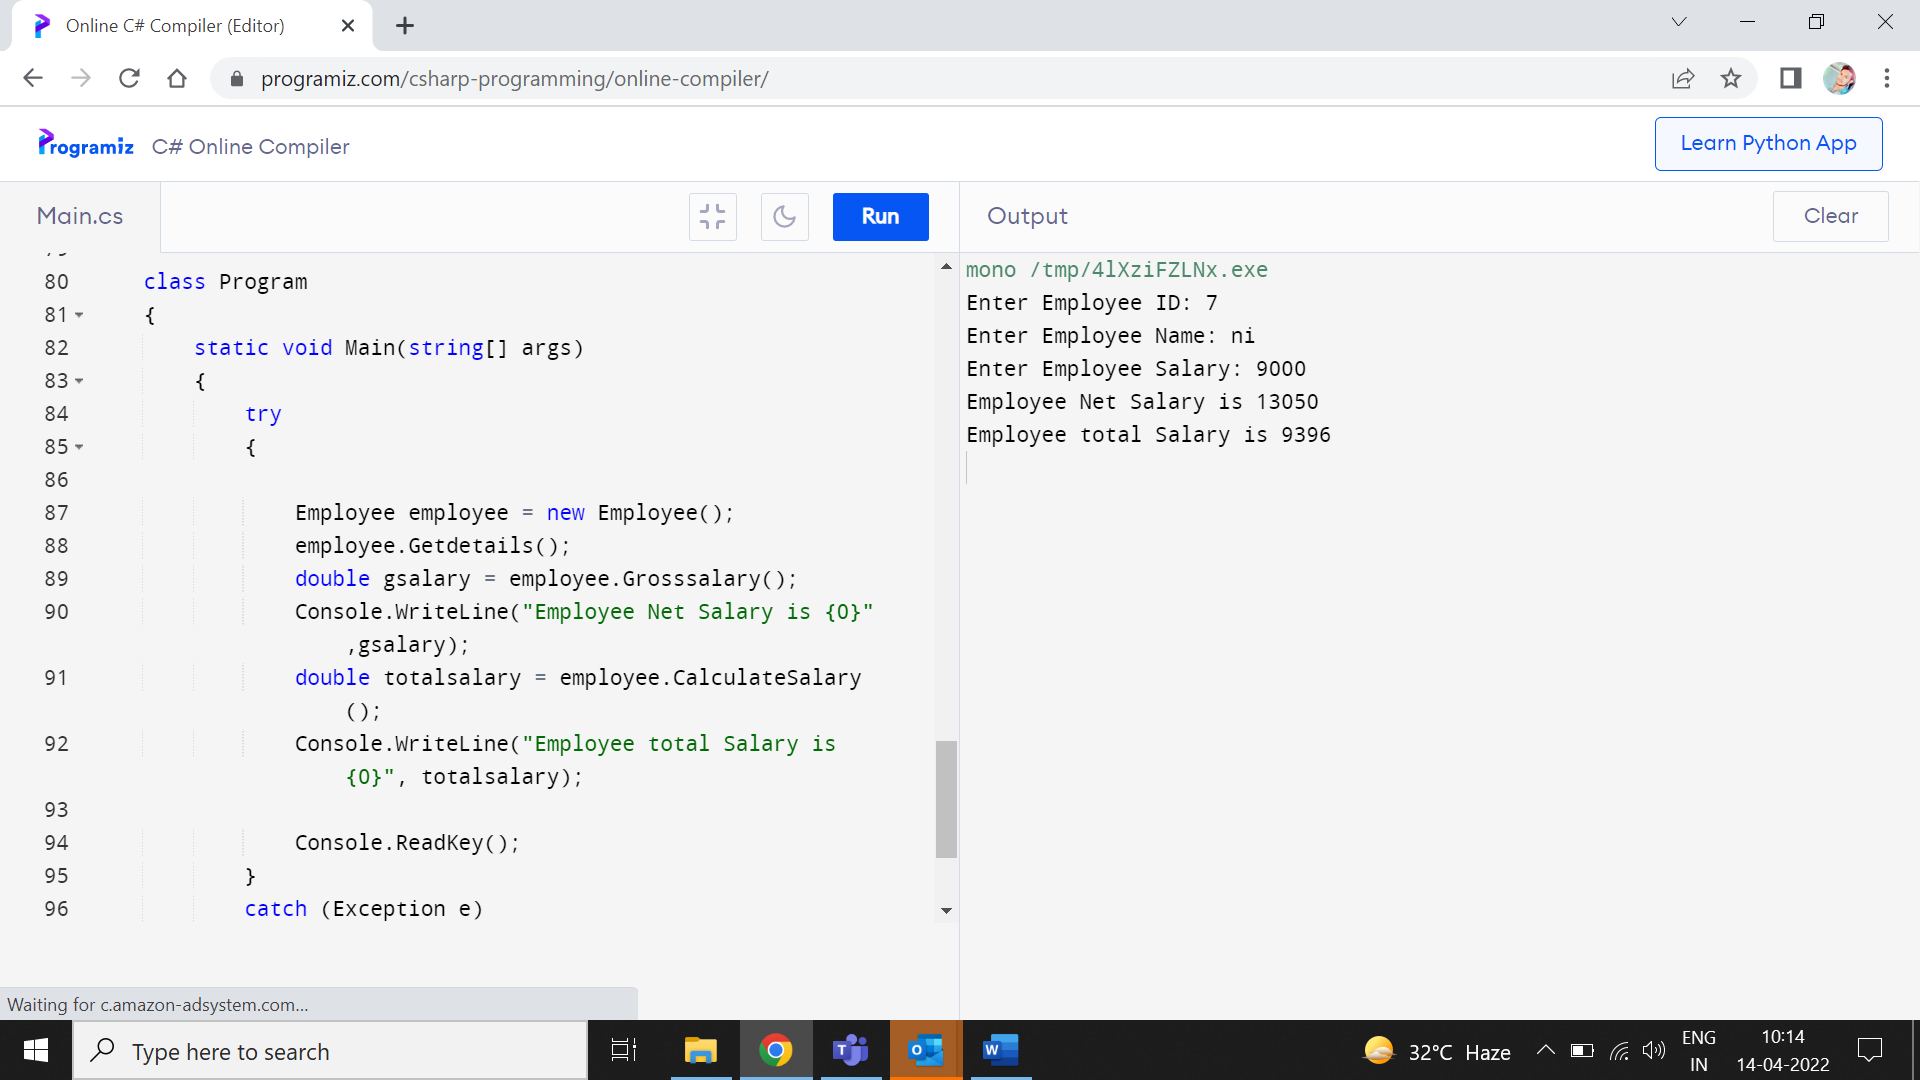 Online C# Compiler (Editor)
programiz.com/csharp-programming/online-compiler/
Programiz C# Online Compiler
Learn Python App
Main.cs
Run
Output
Clear
80 class Program
81 {
82 static void Main(string[] args)
83 {
84 try
85 {
86
87 Employee employee = new Employee();
88 employee.Getdetails();
89 double gsalary = employee.Grosssalary();
90 Console.WriteLine("Employee Net Salary is {0}"
,gsalary);
91 double totalsalary = employee.CalculateSalary
();
92 Console.WriteLine("Employee total Salary is
{0}", totalsalary);
93
94 Console.ReadKey();
95 }
96 catch (Exception e)
mono /tmp/4lXziFZLNx.exe
Enter Employee ID: 7
Enter Employee Name: ni
Enter Employee Salary: 9000
Employee Net Salary is 13050
Employee total Salary is 9396
Waiting for c.amazon-adsystem.com...
Type here to search
32°C Haze
ENG
IN
10:14
14-04-2022